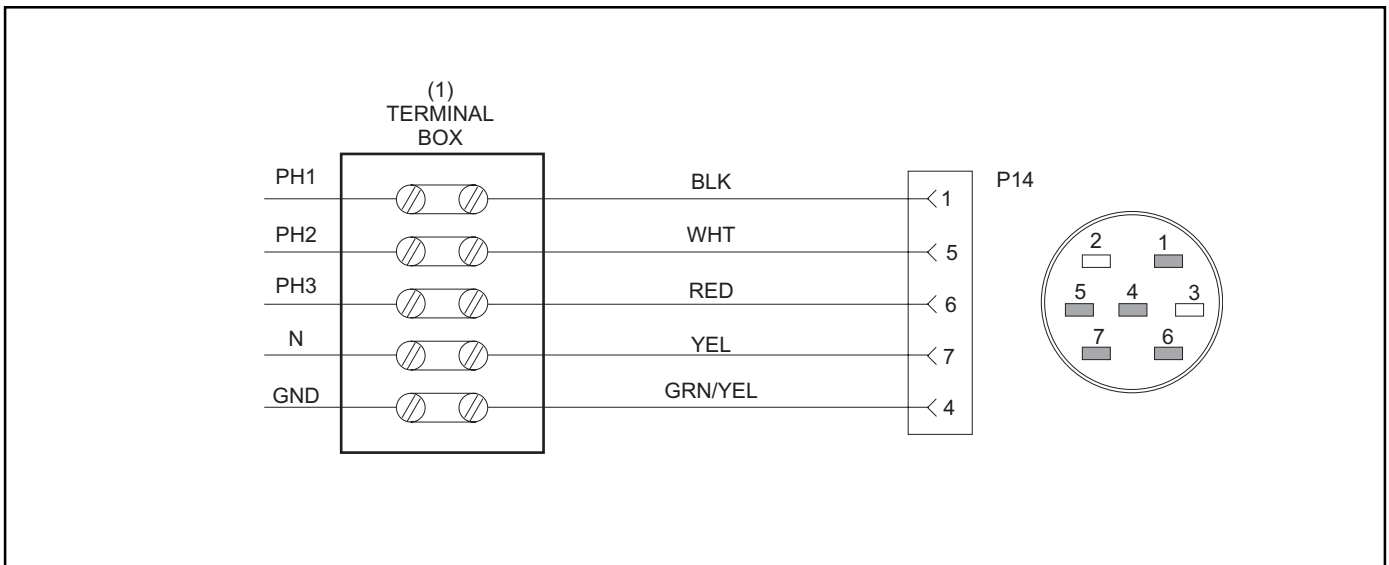 (1)
TERMINAL
BOX
PH1
BLK
1
P14
PH2
WHT
5
PH3
RED
6
N
YEL
7
GND
GRN/YEL
4
2 1
5 4 3
7 6